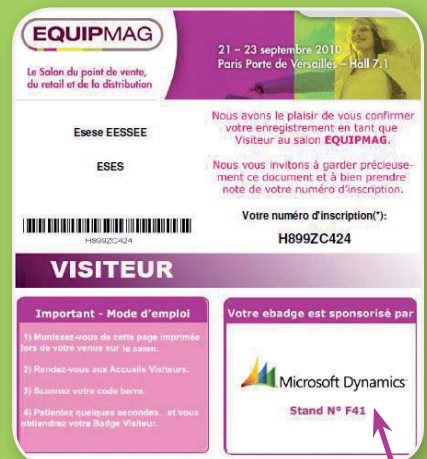 EQUIPMAG
Le Salon du point de vente,
du retail et de la distribution
21 – 23 septembre 2010
Paris Porte de Versailles – Hall 7.1
Esese EESSEE
ESES
H899ZC424
Nous avons le plaisir de vous confirmer
votre enregistrement en tant que
Visiteur au salon EQUIPMAG.
Nous vous invitons à garder précieuse-
ment ce document et à bien prendre
note de votre numéro d'inscription.
Votre numéro d'inscription(*):
H899ZC424
VISITEUR
Important - Mode d'emploi
1) Munissez-vous de cette page imprimée
lors de votre venue sur le salon.
2) Rendez-vous aux Accueils Visiteurs.
3) Scannez votre code barre.
4) Patientez quelques secondes...et vous
obtiendrez votre Badge Visiteur.
Votre ebadge est sponsorisé par
Microsoft Dynamics
Stand N° F41